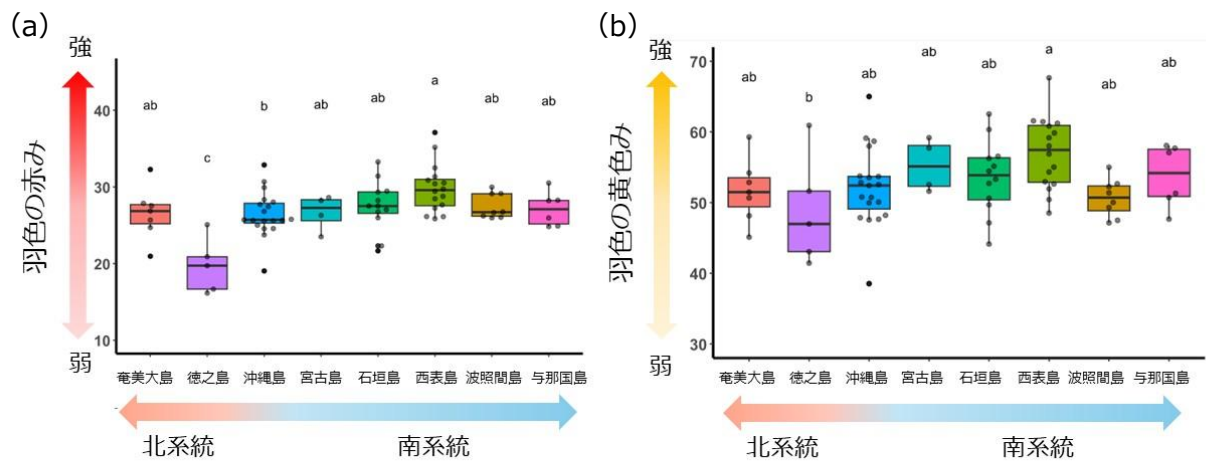 (a)
強
羽色の赤み
弱
40
30
20
10
ab
c
b
ab
ab
a
ab
ab
奄美大島 徳之島 沖縄島 宮古島 石垣島 西表島 波照間島 与那国島
北系統 南系統
(b)
強
羽色の黄色み
弱
70
60
50
40
30
ab
b
ab
ab
ab
a
ab
ab
奄美大島 徳之島 沖縄島 宮古島 石垣島 西表島 波照間島 与那国島
北系統 南系統